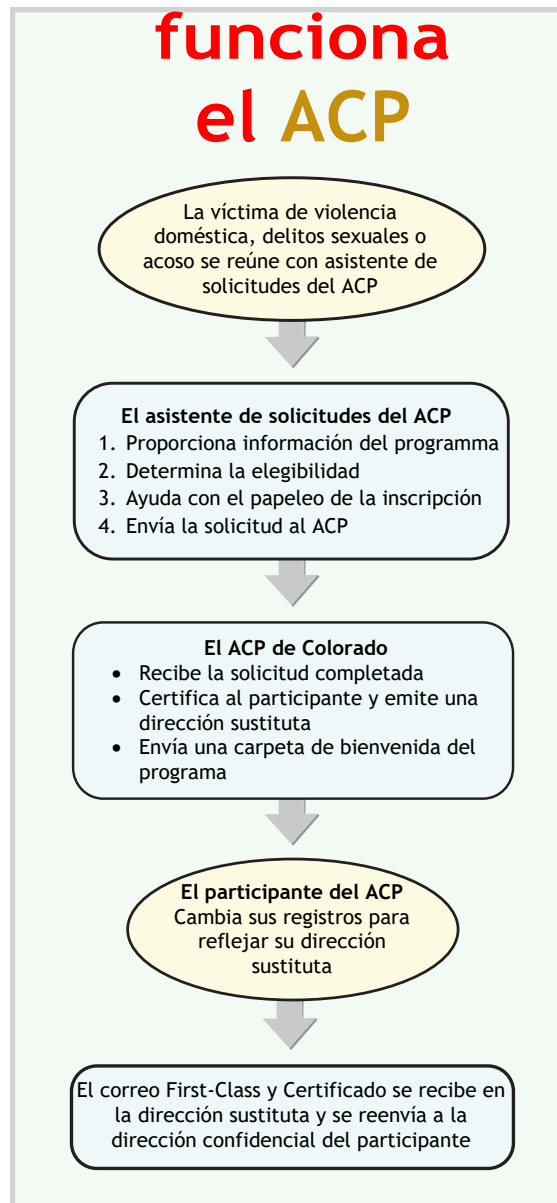 funciona
el ACP
La víctima de violencia
doméstica, delitos sexuales o
acoso se reúne con asistente de
solicitudes del ACP
El asistente de solicitudes del ACP
1. Proporciona información del programma
2. Determina la elegibilidad
3. Ayuda con el papeleo de la inscripción
4. Envía la solicitud al ACP
El ACP de Colorado
• Recibe la solicitud completada
• Certifica al participante y emite una
dirección sustituta
• Envía una carpeta de bienvenida del
programa
El participante del ACP
Cambia sus registros para
reflejar su dirección
sustituta
El correo First-Class y Certificado se recibe en
la dirección sustituta y se reenvía a la
dirección confidencial del participante